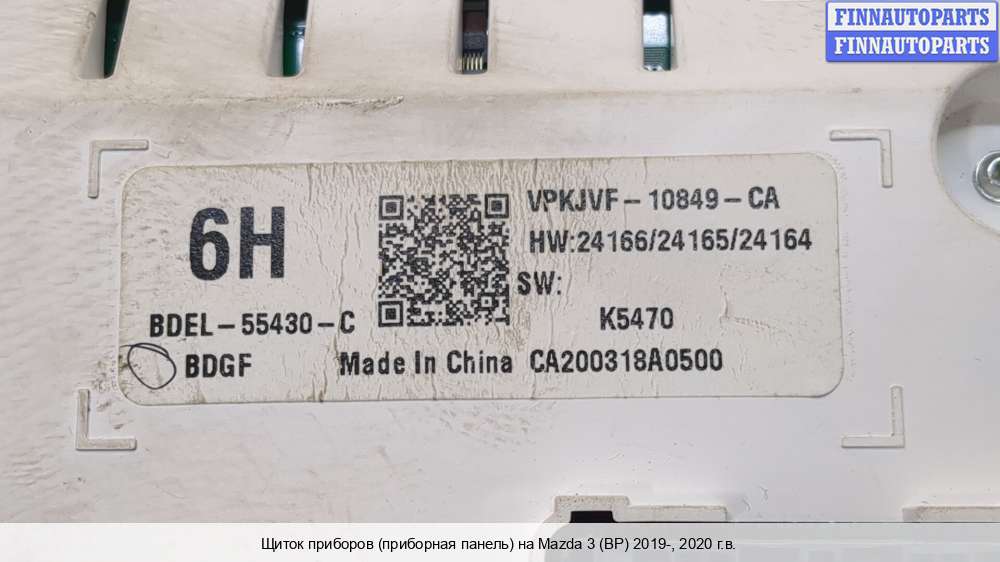 FINNAUTOPARTS
FINNAUTOPARTS
6H
VPKJVF-10849-CA
HW:24166/24165/24164
SW:
BDEL-55430-C
K5470
BDGF
Made In China CA200318A0500
Щиток приборов (приборная панель) на Mazda 3 (BP) 2019-, 2020 г.в.